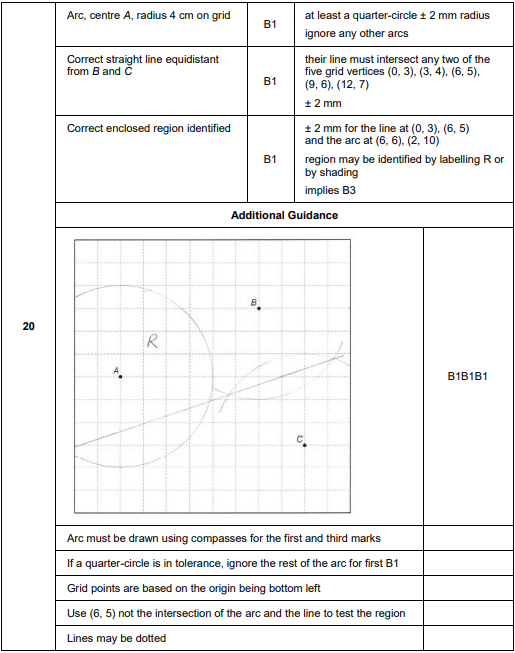 Arc, centre A, radius 4 cm on grid
B1
at least a quarter-circle ± 2 mm radius
ignore any other arcs
Correct straight line equidistant
from B and C
B1
their line must intersect any two of the
five grid vertices (0, 3), (3, 4), (6, 5),
(9, 6), (12, 7)
± 2 mm
Correct enclosed region identified
B1
± 2 mm for the line at (0, 3), (6, 5)
and the arc at (6, 6), (2, 10)
region may be identified by labelling R or
by shading
implies B3
20
Additional Guidance
B
R
A
C
B1B1B1
Arc must be drawn using compasses for the first and third marks
If a quarter-circle is in tolerance, ignore the rest of the arc for first B1
Grid points are based on the origin being bottom left
Use (6, 5) not the intersection of the arc and the line to test the region
Lines may be dotted